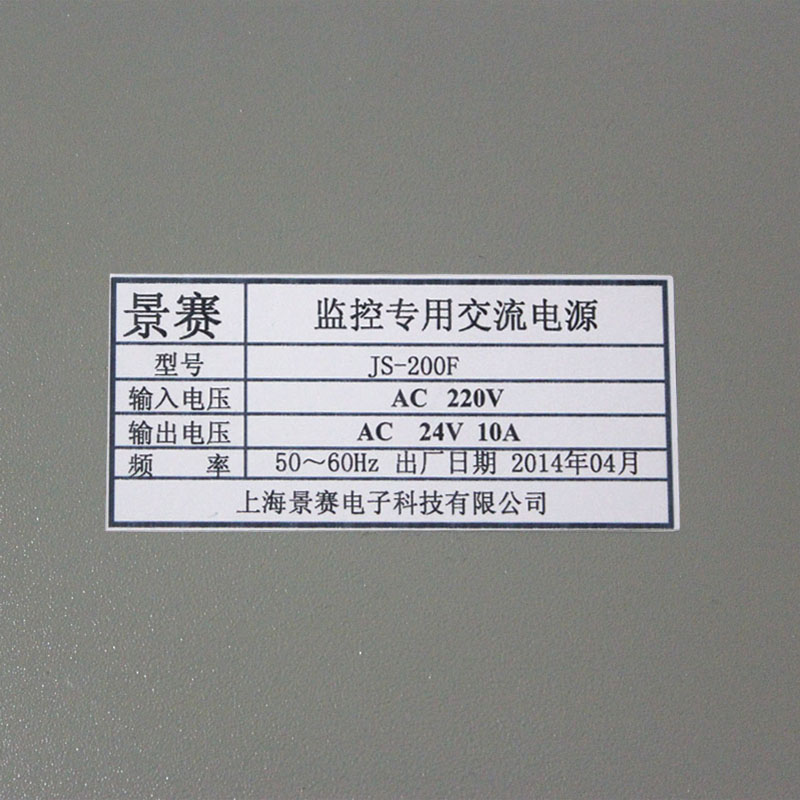 景赛 监控专用交流电源
型号 JS-200F
输入电压 AC 220V
输出电压 AC 24V 10A
频 率 50～60Hz 出厂日期 2014年04月
上海景赛电子科技有限公司